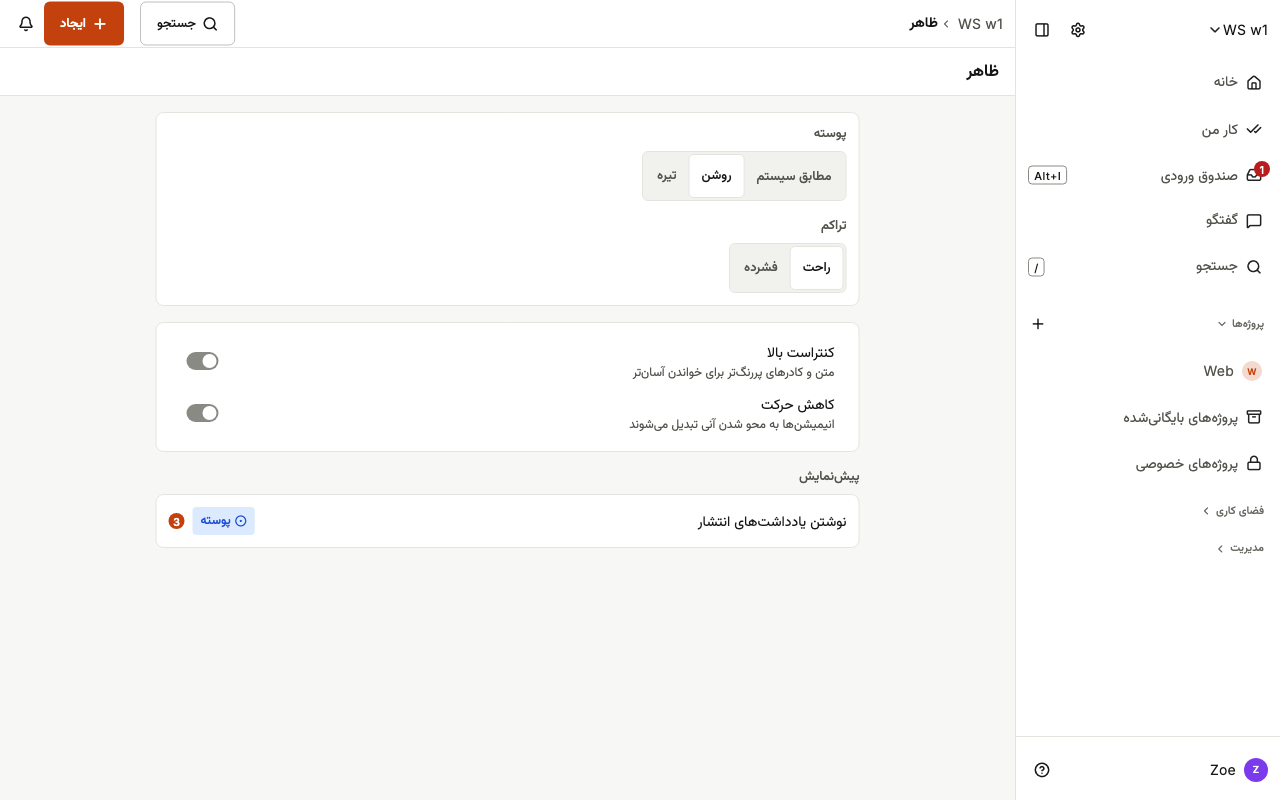 WS w1
خانه
کار من
صندوق ورودی
1
Alt+I
گفتگو
جستجو
/
پروژه‌ها
W
Web
پروژه‌های بایگانی‌شده
پروژه‌های خصوصی
فضای کاری
مدیریت
Z
Zoe
WS w1 › ظاهر
جستجو
ایجاد
ظاهر
پوسته
مطابق سیستم
روشن
تیره
تراکم
راحت
فشرده
کنتراست بالا
متن و کادرهای پررنگ‌تر برای خواندن آسان‌تر
کاهش حرکت
انیمیشن‌ها به محو شدن آنی تبدیل می‌شوند
پیش‌نمایش
نوشتن یادداشت‌های انتشار
پوسته
3